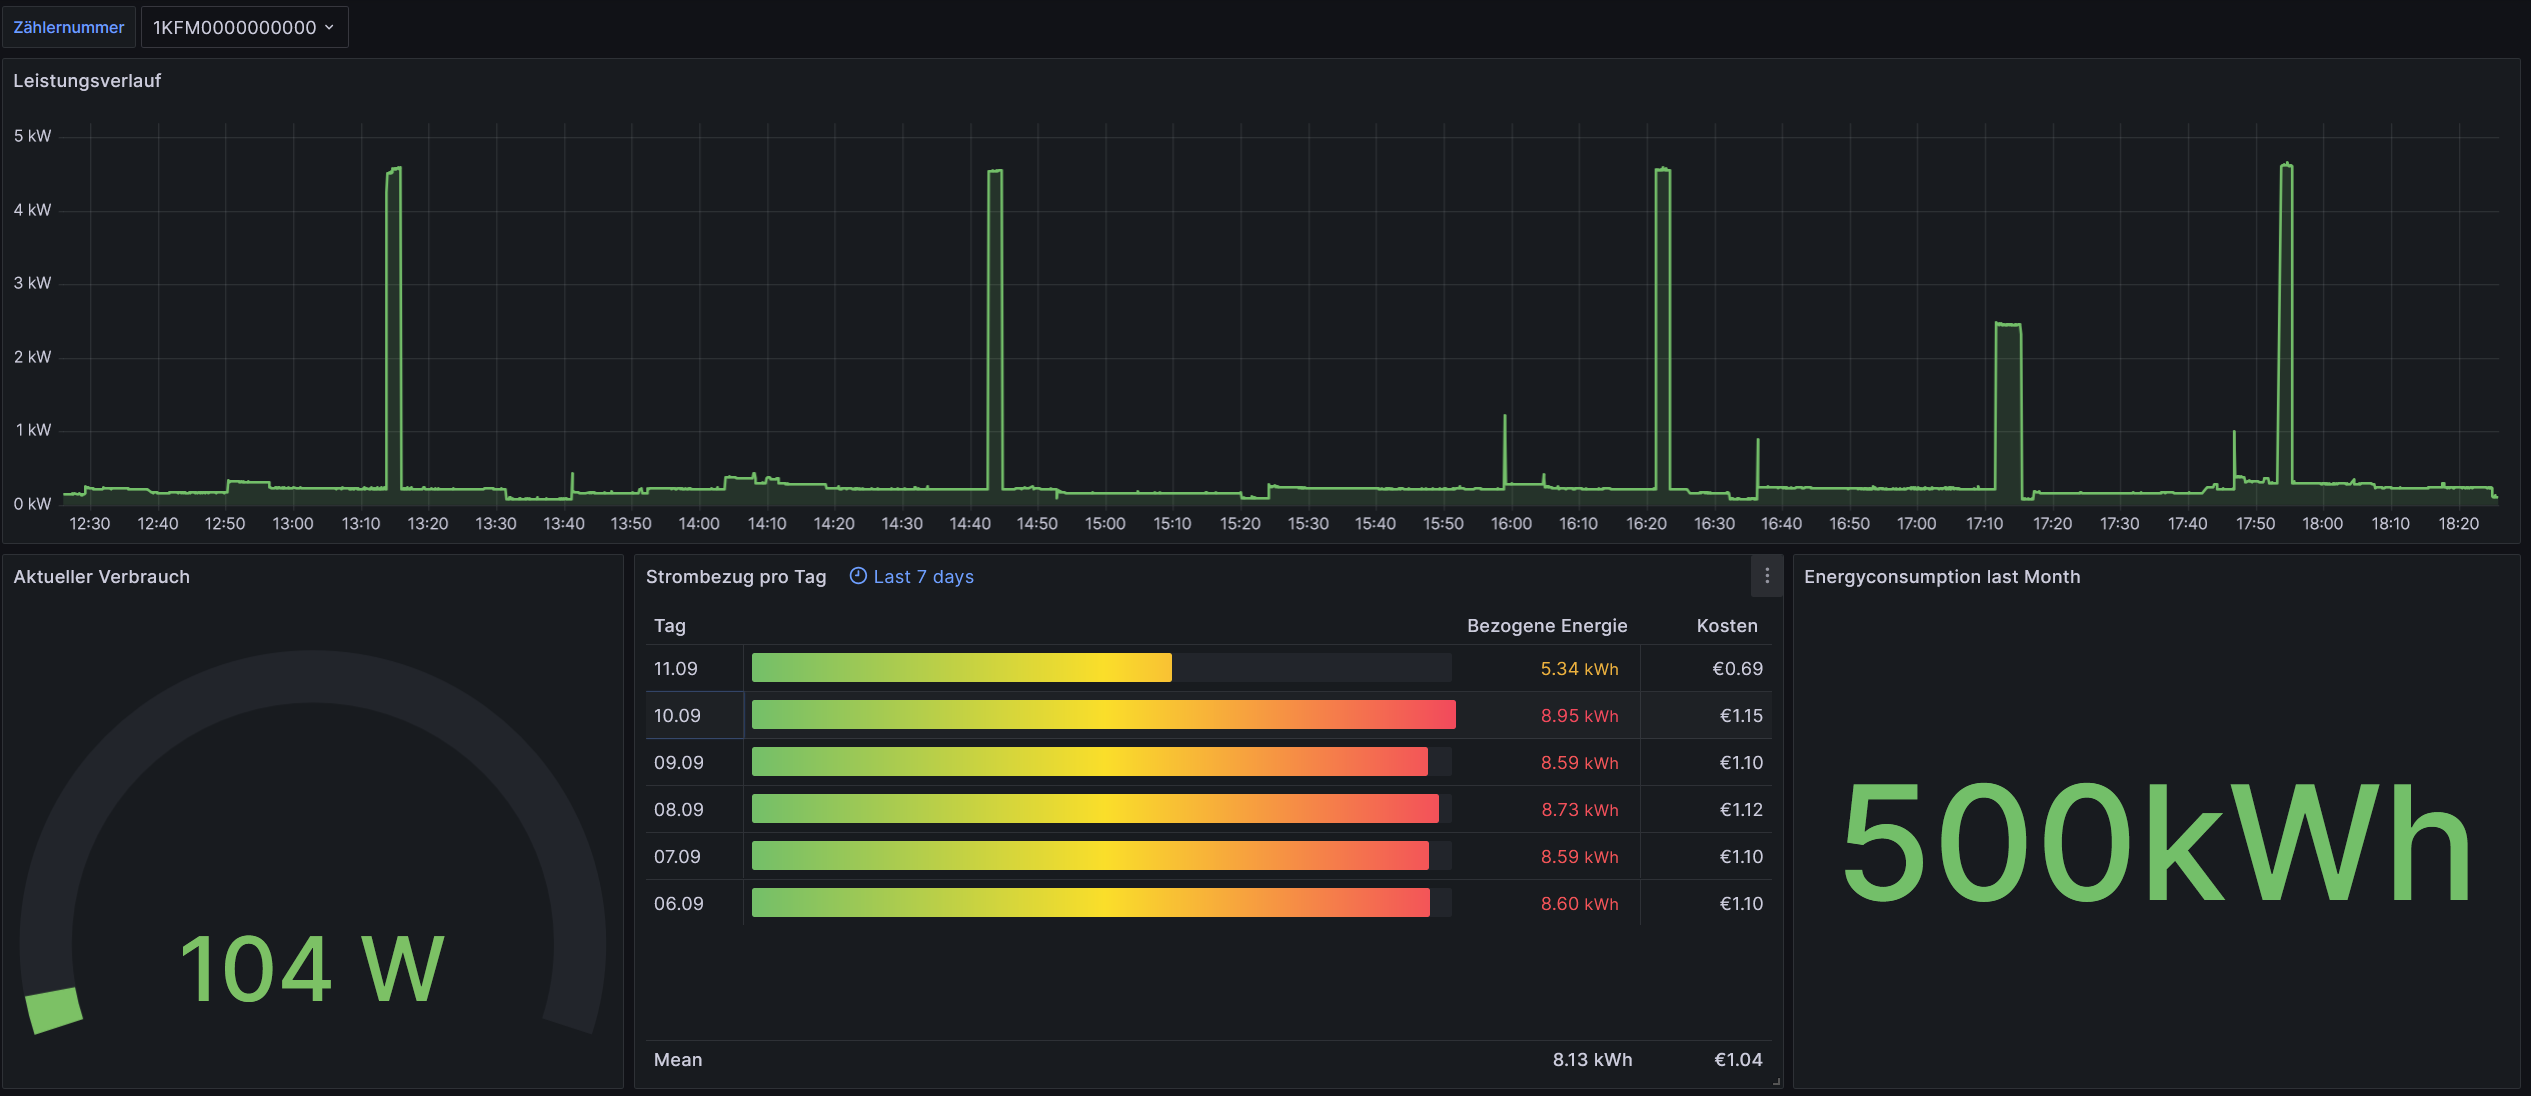 Zählernummer 1KFM0000000000
Leistungsverlauf
5 kW
4 kW
3 kW
2 kW
1 kW
0 kW
12:30 12:40 12:50 13:00 13:10 13:20 13:30 13:40 13:50 14:00 14:10 14:20 14:30 14:40 14:50 15:00 15:10 15:20 15:30 15:40 15:50 16:00 16:10 16:20 16:30 16:40 16:50 17:00 17:10 17:20 17:30 17:40 17:50 18:00 18:10 18:20
Aktueller Verbrauch
104 W
Strombezug pro Tag Last 7 days
Tag Bezogene Energie Kosten
11.09 5.34 kWh €0.69
10.09 8.95 kWh €1.15
09.09 8.59 kWh €1.10
08.09 8.73 kWh €1.12
07.09 8.59 kWh €1.10
06.09 8.60 kWh €1.10
Mean 8.13 kWh €1.04
Energyconsumption last Month
500kWh